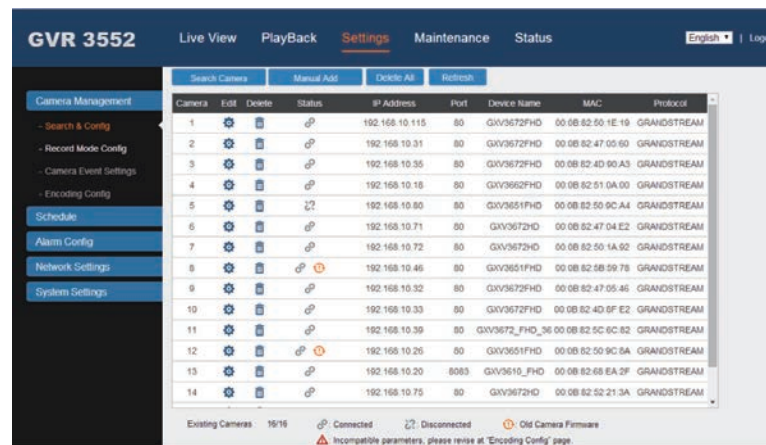 GVR 3552 Live View PlayBack Settings Maintenance Status English | Log
Search Camera Manual Add Delete All Refresh
Camera Management
- Search & Config
- Record Mode Config
- Camera Event Settings
- Encoding Config
Schedule
Alarm Config
Network Settings
System Settings
Camera Edit Delete Status IP Address Port Device Name MAC Protocol
1 192.168.10.115 80 GXV3672FHD 00:0B:82:50:1E:19 GRANDSTREAM
2 192.168.10.31 80 GXV3672FHD 00:0B:82:47:05:60 GRANDSTREAM
3 192.168.10.35 80 GXV3672FHD 00:0B:82:4D:90:A3 GRANDSTREAM
4 192.168.10.18 80 GXV3662FHD 00:0B:82:51:0A:00 GRANDSTREAM
5 192.168.10.80 80 GXV3651FHD 00:0B:82:50:9C:A4 GRANDSTREAM
6 192.168.10.71 80 GXV3672HD 00:0B:82:47:04:E2 GRANDSTREAM
7 192.168.10.72 80 GXV3672HD 00:0B:82:50:1A:92 GRANDSTREAM
8 192.168.10.46 80 GXV3651FHD 00:0B:82:5B:59:78 GRANDSTREAM
9 192.168.10.32 80 GXV3672FHD 00:0B:82:47:05:46 GRANDSTREAM
10 192.168.10.33 80 GXV3672FHD 00:0B:82:4D:8F:E2 GRANDSTREAM
11 192.168.10.39 80 GXV3672_FHD_36 00:0B:82:5C:6C:82 GRANDSTREAM
12 192.168.10.26 80 GXV3651FHD 00:0B:82:50:9C:8A GRANDSTREAM
13 192.168.10.20 8083 GXV3610_FHD 00:0B:82:68:EA:2F GRANDSTREAM
14 192.168.10.75 80 GXV3672HD 00:0B:82:52:21:3A GRANDSTREAM
Existing Cameras 16/16 : Connected : Disconnected : Old Camera Firmware
: Incompatible parameters, please revise at "Encoding Config" page.